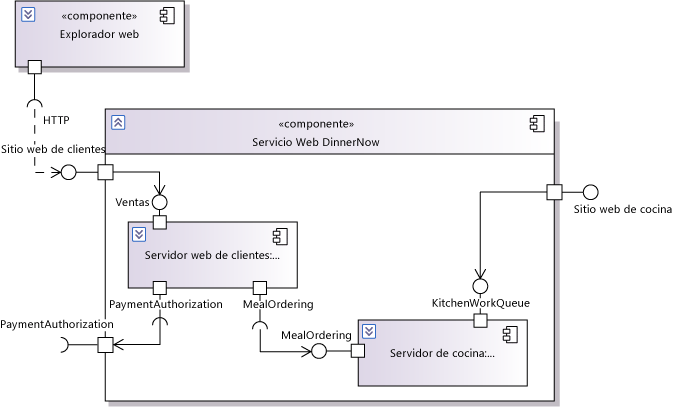 «componente»
Explorador web
HTTP
«componente»
Servicio Web DinnerNow
Sitio web de clientes
Ventas
Sitio web de cocina
Servidor web de clientes:...
PaymentAuthorization
MealOrdering
KitchenWorkQueue
PaymentAuthorization
MealOrdering
Servidor de cocina:...